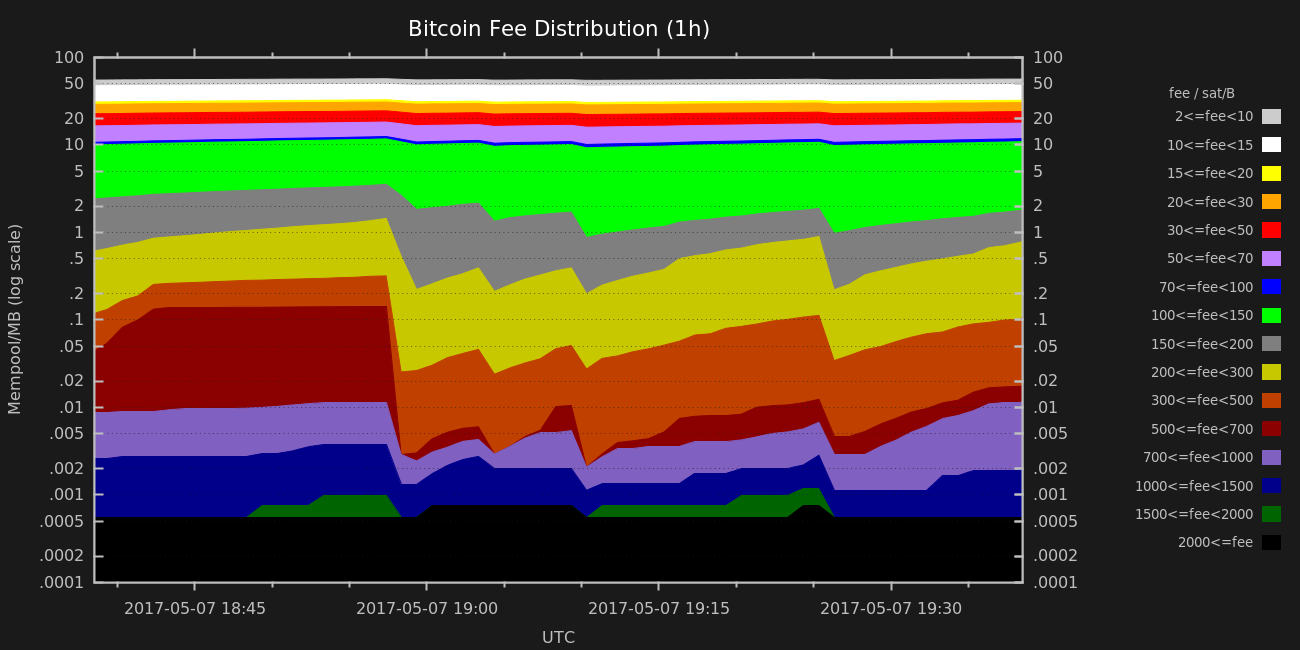 Bitcoin Fee Distribution (1h)
100
50
20
10
5
2
1
.5
.2
.1
.05
.02
.01
.005
.002
.001
.0005
.0002
.0001
Mempool/MB (log scale)
100
50
20
10
5
2
1
.5
.2
.1
.05
.02
.01
.005
.002
.001
.0005
.0002
.0001
2017-05-07 18:45
2017-05-07 19:00
2017-05-07 19:15
2017-05-07 19:30
UTC
fee / sat/B
2<=fee<10
10<=fee<15
15<=fee<20
20<=fee<30
30<=fee<50
50<=fee<70
70<=fee<100
100<=fee<150
150<=fee<200
200<=fee<300
300<=fee<500
500<=fee<700
700<=fee<1000
1000<=fee<1500
1500<=fee<2000
2000<=fee